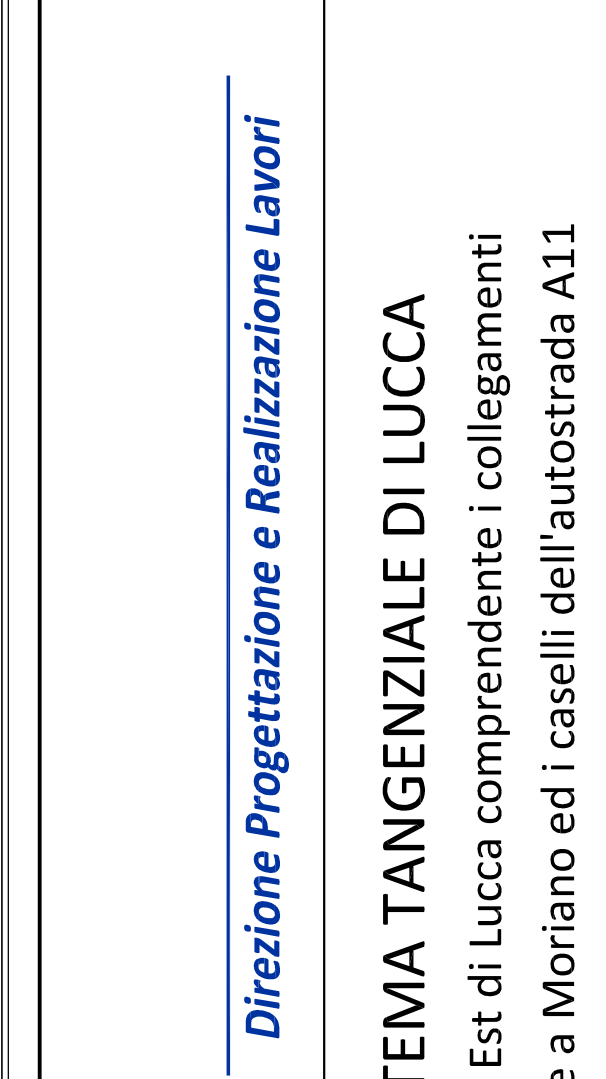 Direzione Progettazione e Realizzazione Lavori
TEMA TANGENZIALE DI LUCCA
Est di Lucca comprendente i collegamenti
e a Moriano ed i caselli dell'autostrada A11